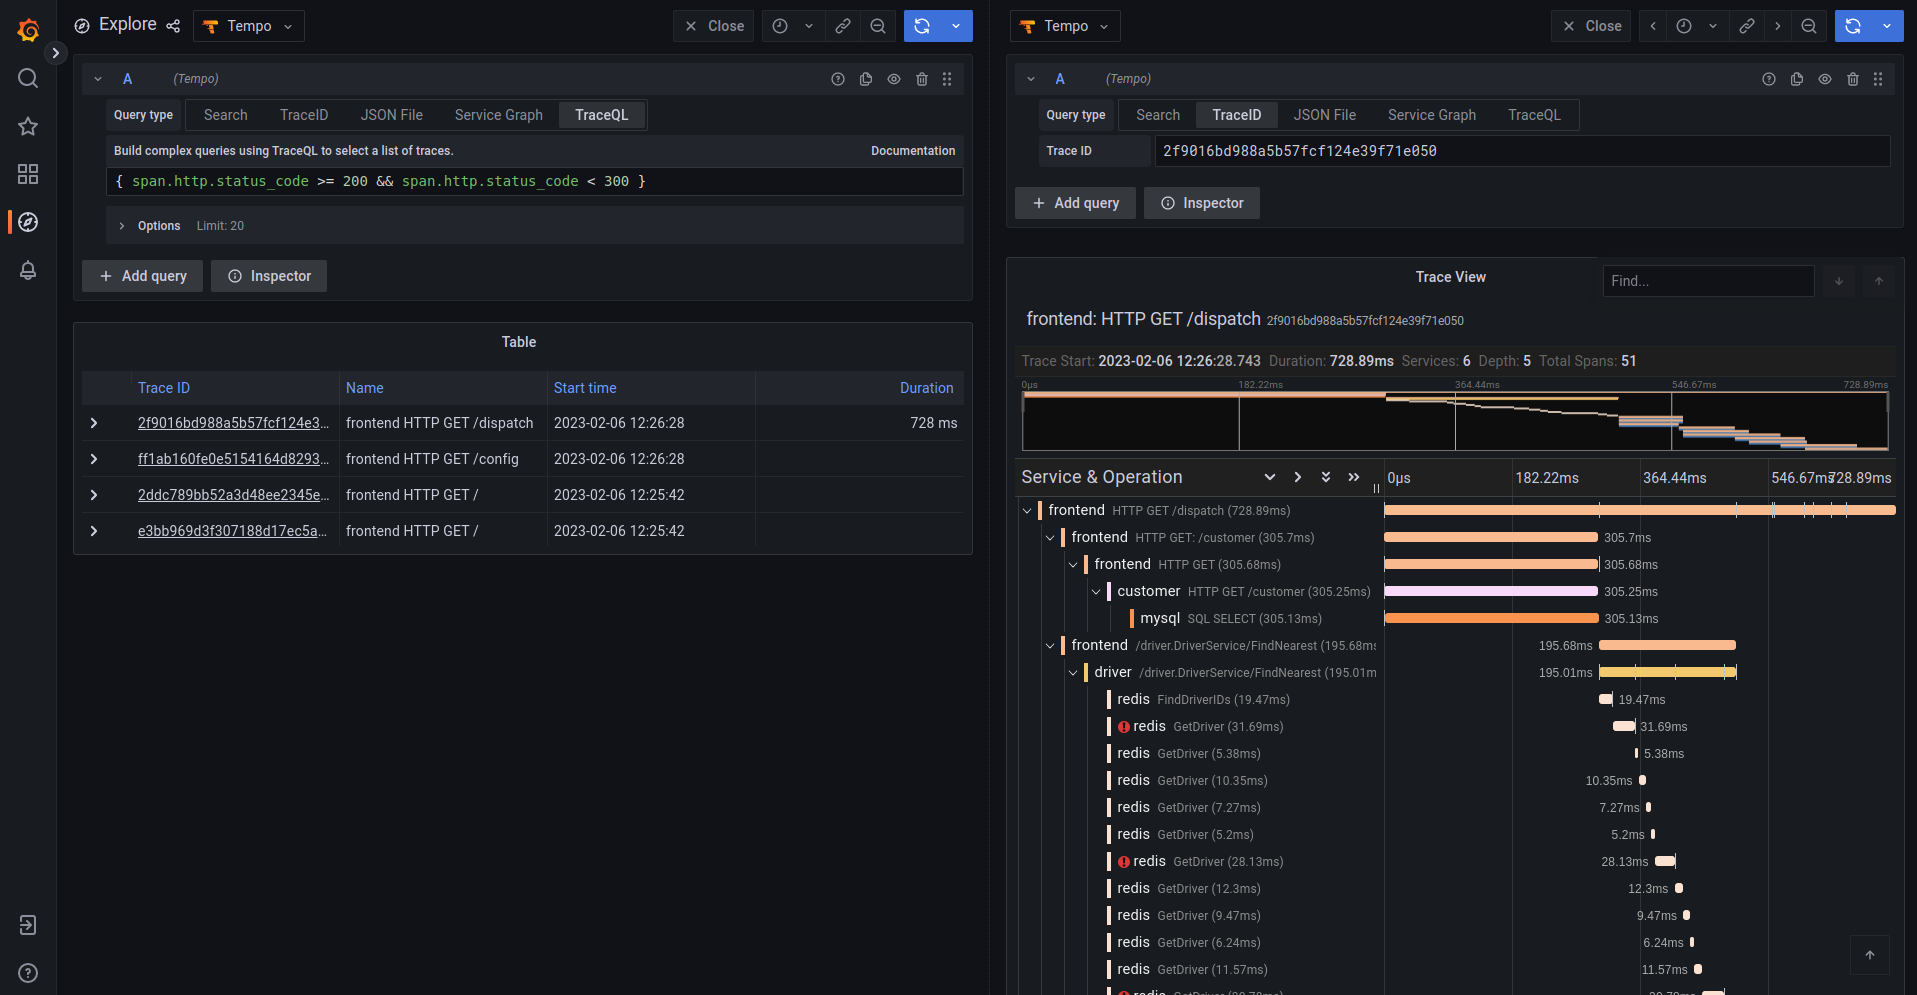 Explore
Tempo
Close
A (Tempo)
Query type Search TraceID JSON File Service Graph TraceQL
Build complex queries using TraceQL to select a list of traces. Documentation
{ span.http.status_code >= 200 && span.http.status_code < 300 }
Options Limit: 20
Add query Inspector
Table
Trace ID Name Start time Duration
2f9016bd988a5b57fcf124e3... frontend HTTP GET /dispatch 2023-02-06 12:26:28 728 ms
ff1ab160fe0e5154164d8293... frontend HTTP GET /config 2023-02-06 12:26:28
2ddc789bb52a3d48ee2345e... frontend HTTP GET / 2023-02-06 12:25:42
e3bb969d3f307188d17ec5a... frontend HTTP GET / 2023-02-06 12:25:42
Tempo
Close
A (Tempo)
Query type Search TraceID JSON File Service Graph TraceQL
Trace ID 2f9016bd988a5b57fcf124e39f71e050
Add query Inspector
Trace View
Find...
frontend: HTTP GET /dispatch 2f9016bd988a5b57fcf124e39f71e050
Trace Start: 2023-02-06 12:26:28.743 Duration: 728.89ms Services: 6 Depth: 5 Total Spans: 51
0μs 182.22ms 364.44ms 546.67ms 728.89ms
Service & Operation 0μs 182.22ms 364.44ms 546.67ms 728.89ms
frontend HTTP GET /dispatch (728.89ms)
frontend HTTP GET: /customer (305.7ms) 305.7ms
frontend HTTP GET (305.68ms) 305.68ms
customer HTTP GET /customer (305.25ms) 305.25ms
mysql SQL SELECT (305.13ms) 305.13ms
frontend /driver.DriverService/FindNearest (195.68ms 195.68ms
driver /driver.DriverService/FindNearest (195.01m 195.01ms
redis FindDriverIDs (19.47ms) 19.47ms
redis GetDriver (31.69ms) 31.69ms
redis GetDriver (5.38ms) 5.38ms
redis GetDriver (10.35ms) 10.35ms
redis GetDriver (7.27ms) 7.27ms
redis GetDriver (5.2ms) 5.2ms
redis GetDriver (28.13ms) 28.13ms
redis GetDriver (12.3ms) 12.3ms
redis GetDriver (9.47ms) 9.47ms
redis GetDriver (6.24ms) 6.24ms
redis GetDriver (11.57ms) 11.57ms
redis